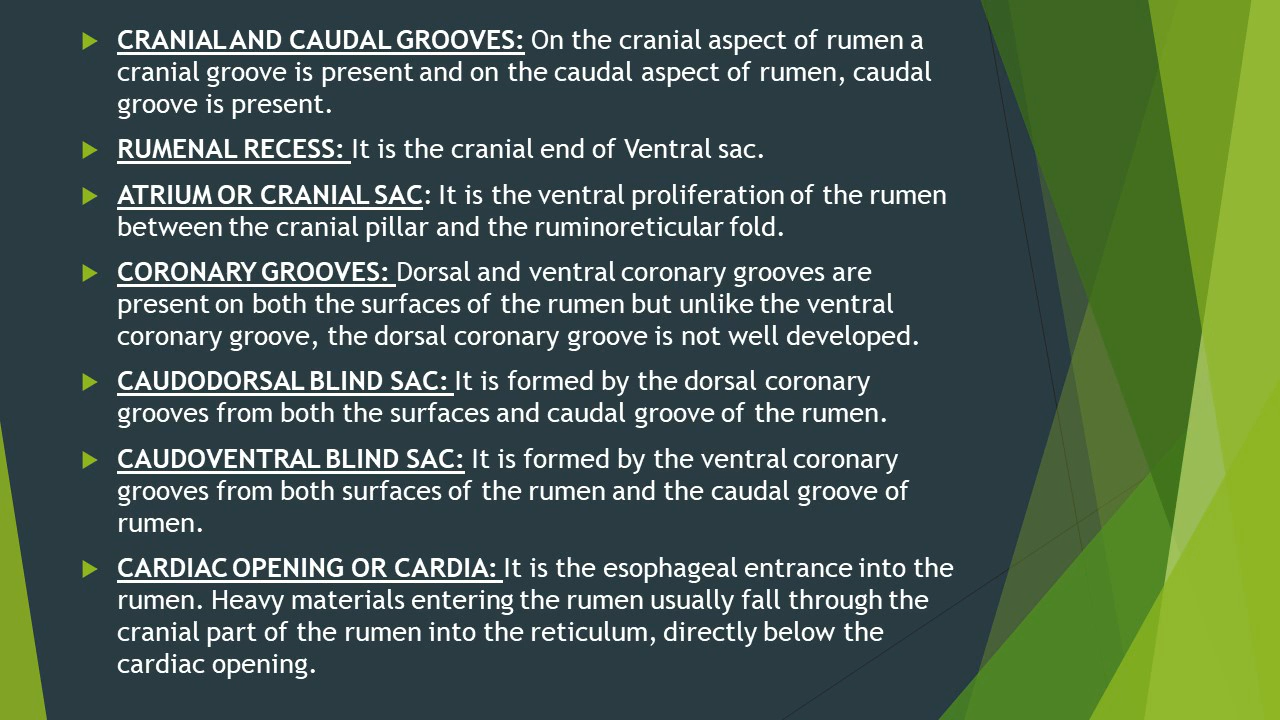 CRANIAL AND CAUDAL GROOVES: On the cranial aspect of rumen a
cranial groove is present and on the caudal aspect of rumen, caudal
groove is present.
RUMENAL RECESS: It is the cranial end of Ventral sac.
ATRIUM OR CRANIAL SAC: It is the ventral proliferation of the rumen
between the cranial pillar and the ruminoreticular fold.
CORONARY GROOVES: Dorsal and ventral coronary grooves are
present on both the surfaces of the rumen but unlike the ventral
coronary groove, the dorsal coronary groove is not well developed.
CAUDODORSAL BLIND SAC: It is formed by the dorsal coronary
grooves from both the surfaces and caudal groove of the rumen.
CAUDOVENTRAL BLIND SAC: It is formed by the ventral coronary
grooves from both surfaces of the rumen and the caudal groove of
rumen.
CARDIAC OPENING OR CARDIA: It is the esophageal entrance into the
rumen. Heavy materials entering the rumen usually fall through the
cranial part of the rumen into the reticulum, directly below the
cardiac opening.